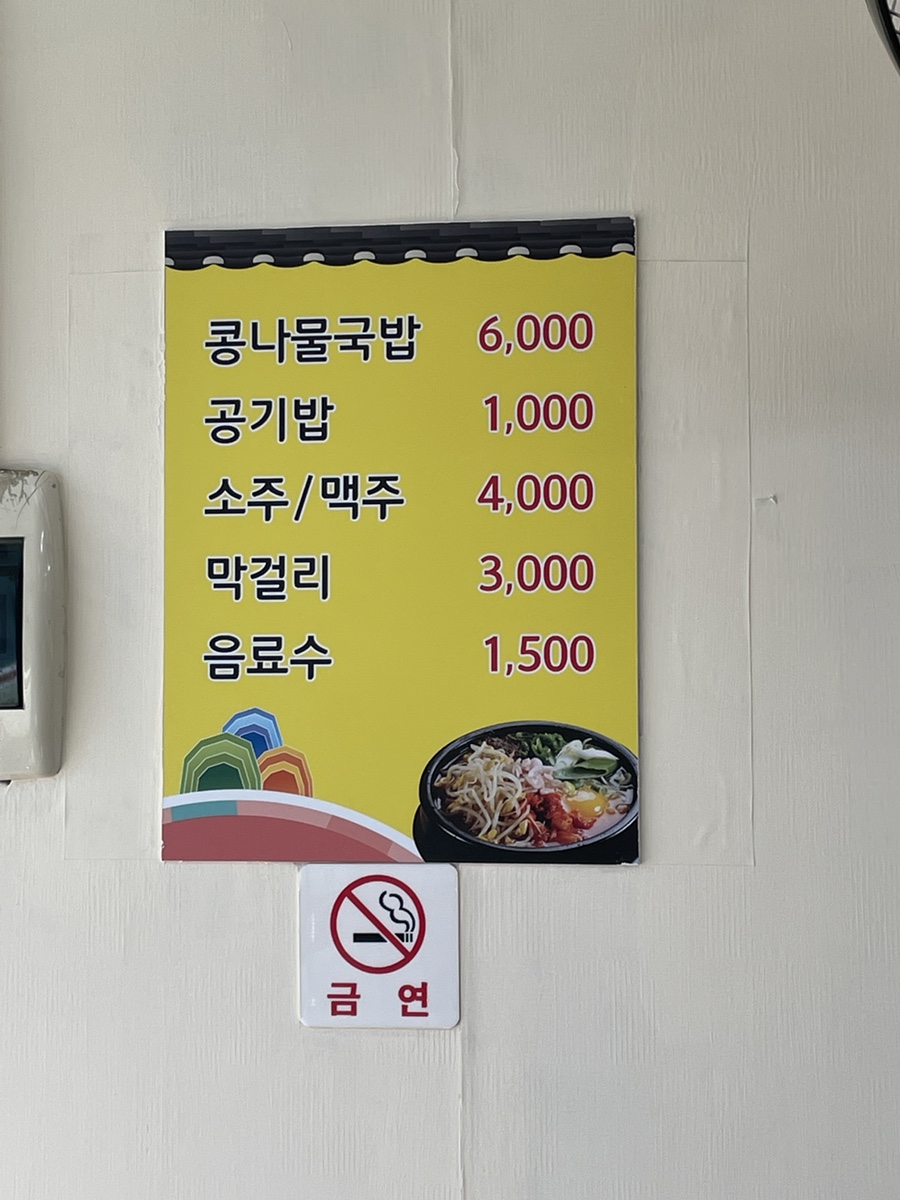 콩나물국밥 6,000
공기밥 1,000
소주/맥주 4,000
막걸리 3,000
음료수 1,500
금 연